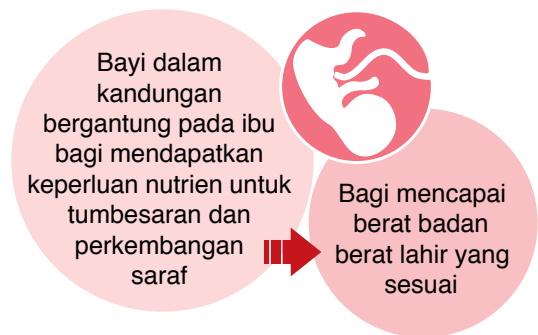 Bayi dalam
kandungan
bergantung pada ibu
bagi mendapatkan
keperluan nutrien untuk
tumbesaran dan
perkembangan
saraf
Bagi mencapai
berat badan
berat lahir yang
sesuai